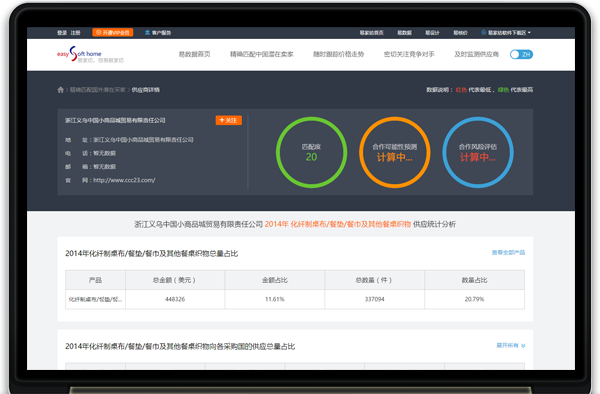 登录 注册 开通VIP会员 客户服务 易家纺首页 易数据 易设计 易核价 易家纺软件下载区
easy Soft home
易数据首页 精确匹配中国潜在卖家 随时跟踪价格走势 密切关注竞争对手 及时监测供应商 ZH
精确匹配国外潜在买家 > 供应商详情 数据说明： 红色 代表最低， 绿色 代表最高
浙江义乌中国小商品城贸易有限责任公司 + 关注
地 址：浙江义乌中国小商品城贸易有限责任公司
电 话：暂无数据
邮 箱：暂无数据
官 网：http://www.ccc23.com/
匹配度
20
合作可能性预测
计算中...
合作风险评估
计算中...
浙江义乌中国小商品城贸易有限责任公司 2014年 化纤制桌布/餐垫/餐巾及其他餐桌织物 供应统计分析
2014年化纤制桌布/餐垫/餐巾及其他餐桌织物总量占比 查看全部产品
产品 总金额（美元） 金额占比 总数量（件） 数量占比
化纤制桌布/餐垫/餐... 448326 11.61% 337094 20.79%
2014年化纤制桌布/餐垫/餐巾及其他餐桌织物向各采购国的供应总量占比 展开所有